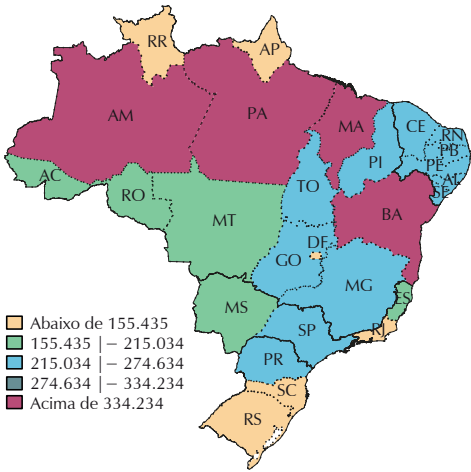 RR
AP
AM
PA
MA
CE
RN
PB
PE
AL
SE
PI
AC
RO
TO
MT
BA
DF
GO
MG
ES
MS
SP
RJ
PR
SC
RS
Abaixo de 155.435
155.435 |− 215.034
215.034 |− 274.634
274.634 |− 334.234
Acima de 334.234